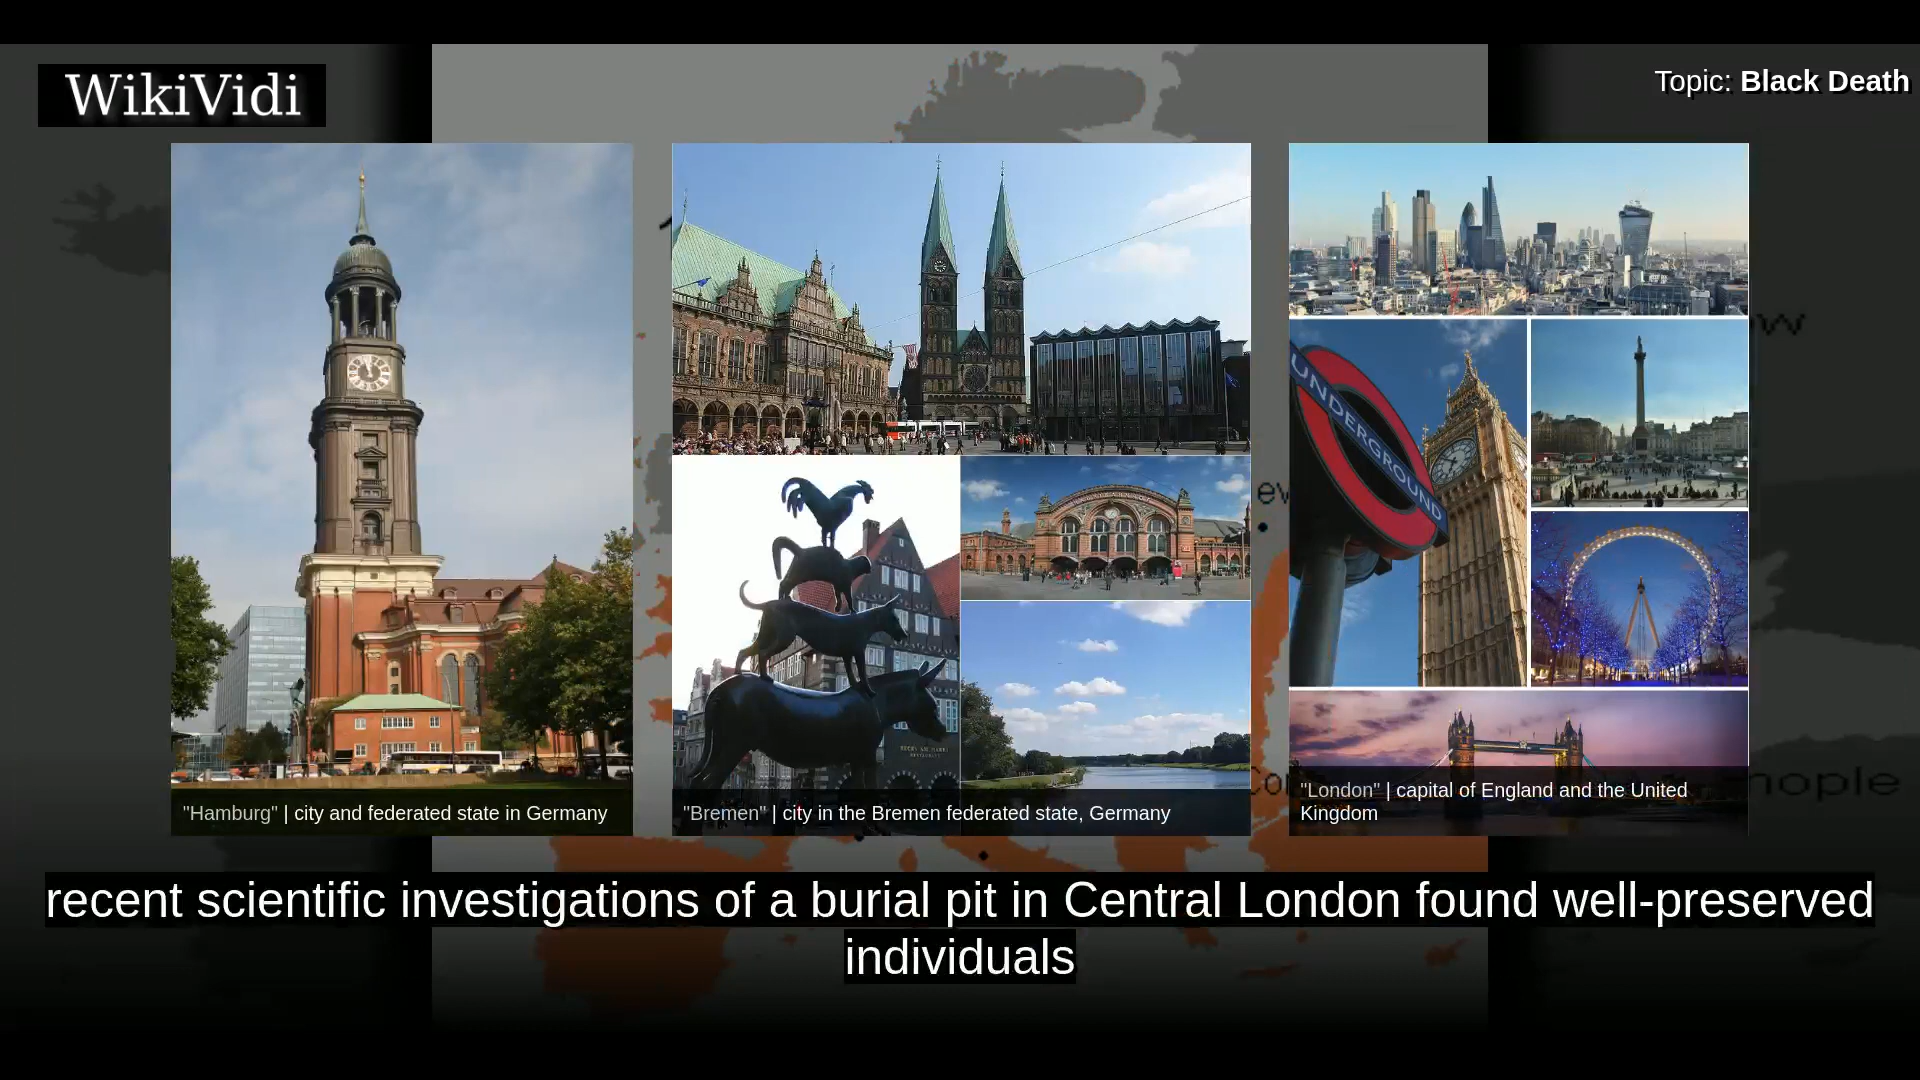 WikiVidi
Topic: Black Death
UNDERGROUND
"Hamburg" | city and federated state in Germany
"Bremen" | city in the Bremen federated state, Germany
"London" | capital of England and the United
Kingdom
recent scientific investigations of a burial pit in Central London found well-preserved
individuals